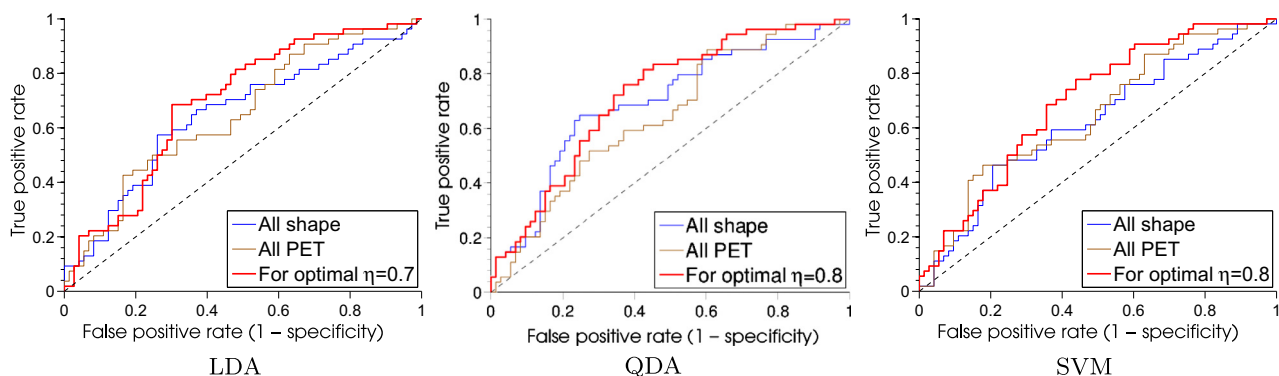 True positive rate
1
0.8
0.6
0.4
0.2
0
0 0.2 0.4 0.6 0.8 1
All shape
All PET
For optimal η=0.7
False positive rate (1 – specificity)
LDA
True positive rate
1
0.8
0.6
0.4
0.2
0
0 0.2 0.4 0.6 0.8 1
All shape
All PET
For optimal η=0.8
False positive rate (1 – specificity)
QDA
True positive rate
1
0.8
0.6
0.4
0.2
0
0 0.2 0.4 0.6 0.8 1
All shape
All PET
For optimal η=0.8
False positive rate (1 – specificity)
SVM